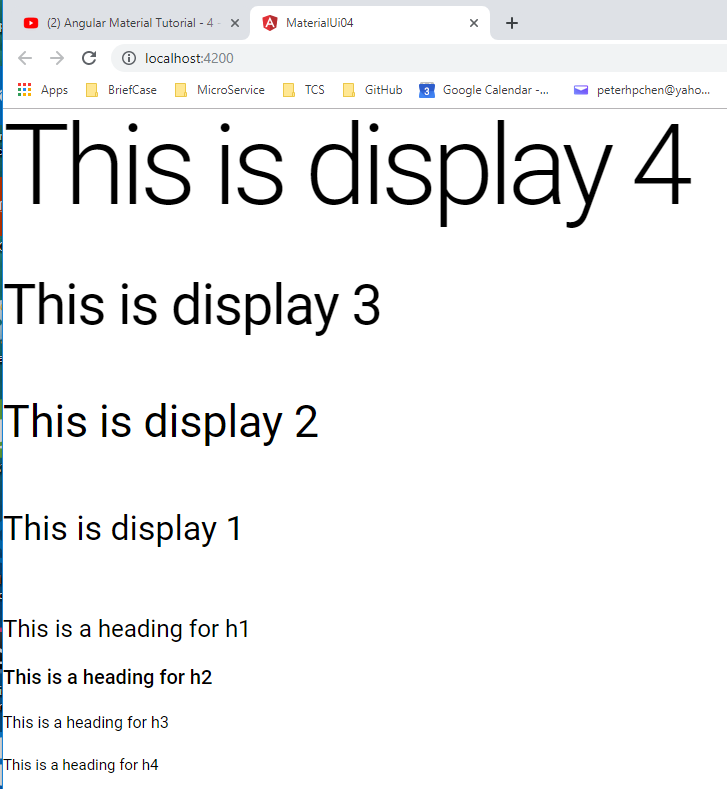 (2) Angular Material Tutorial - 4 - MaterialUi04
localhost:4200
Apps BriefCase MicroService TCS GitHub 3 Google Calendar -... peterhpchen@yaho...
This is display 4
This is display 3
This is display 2
This is display 1
This is a heading for h1
This is a heading for h2
This is a heading for h3
This is a heading for h4